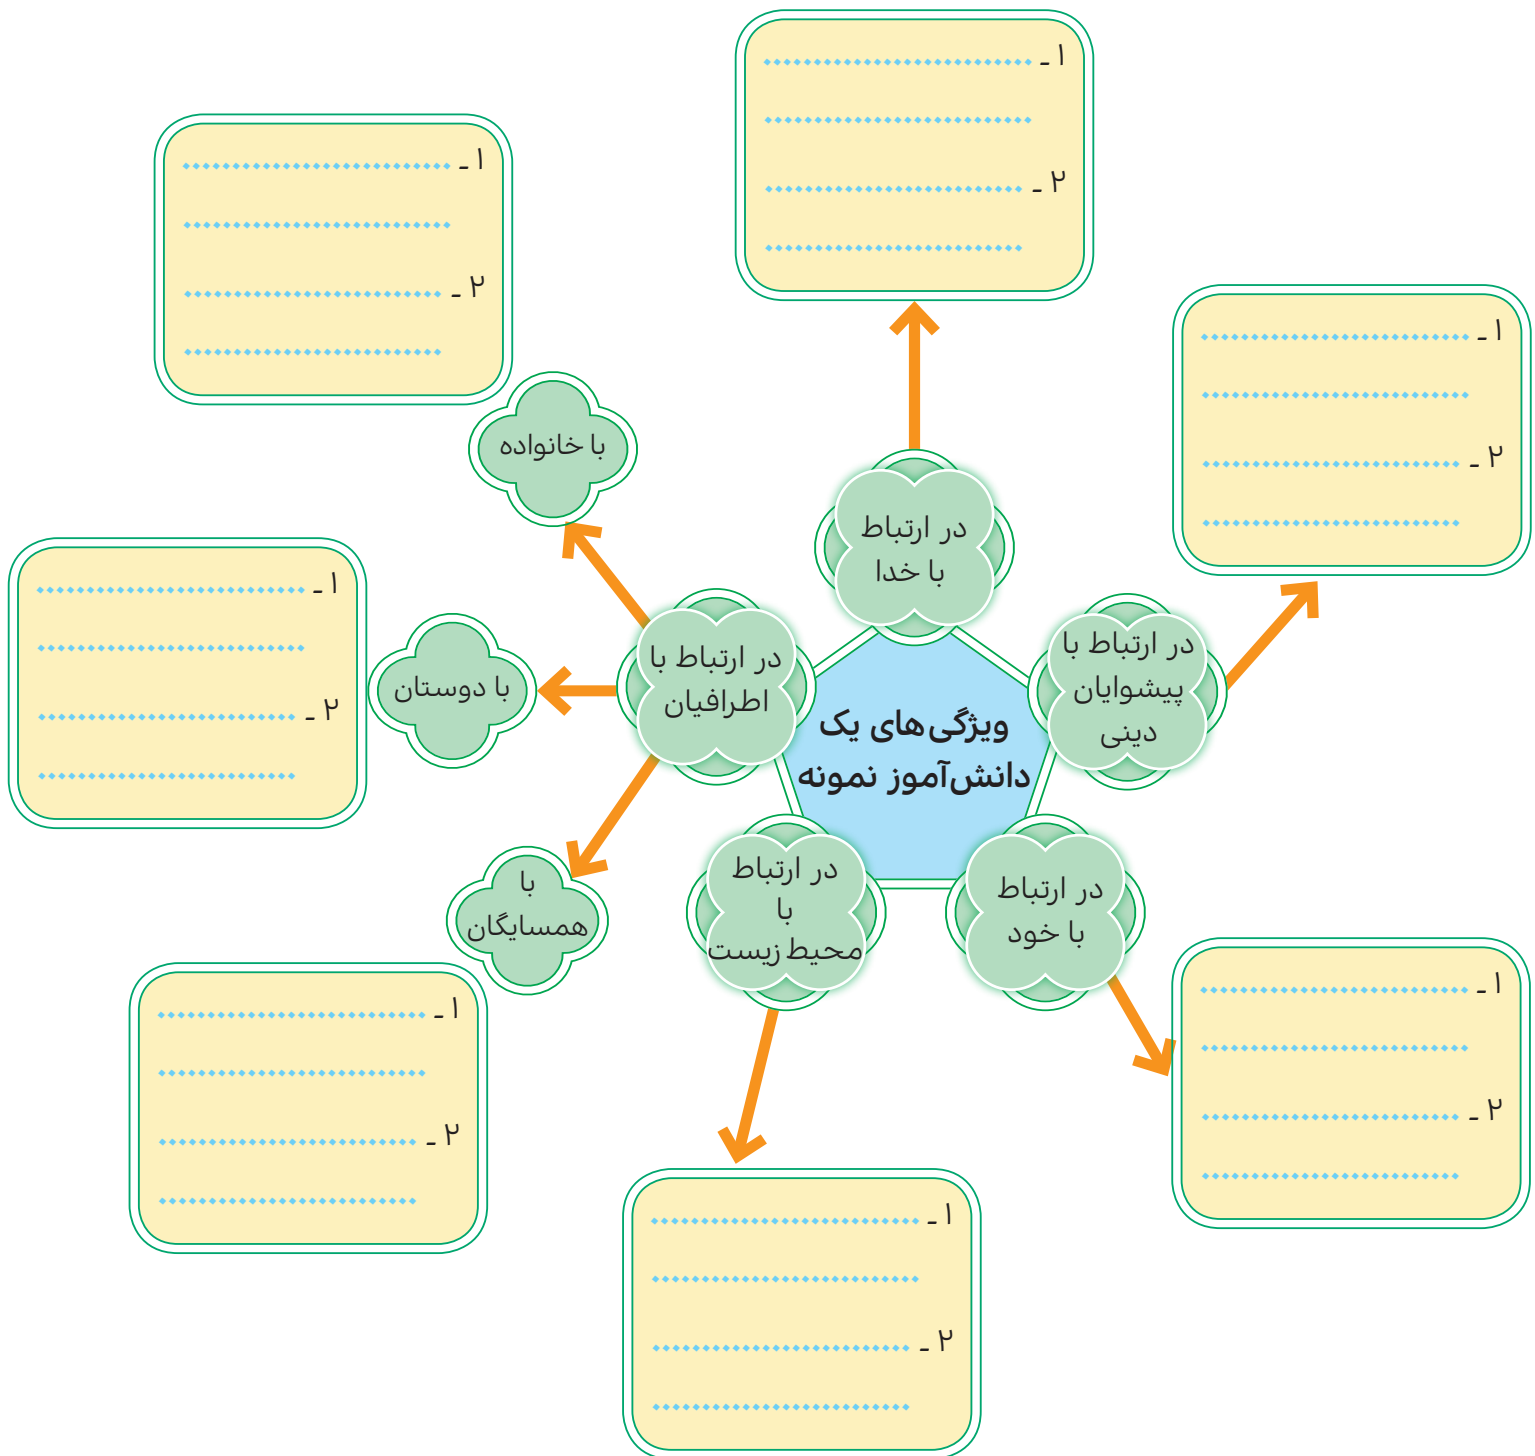 ۱ ـ
۲ ـ
۱ ـ
۲ ـ
۱ ـ
۲ ـ
با خانواده
در ارتباط
با خدا
در ارتباط با
پیشوایان
دینی
در ارتباط با
اطرافیان
۱ ـ
۲ ـ
با دوستان
ویژگی‌های یک
دانش‌آموز نمونه
با
همسایگان
در ارتباط
با
محیط زیست
در ارتباط
با خود
۱ ـ
۲ ـ
۱ ـ
۲ ـ
۱ ـ
۲ ـ